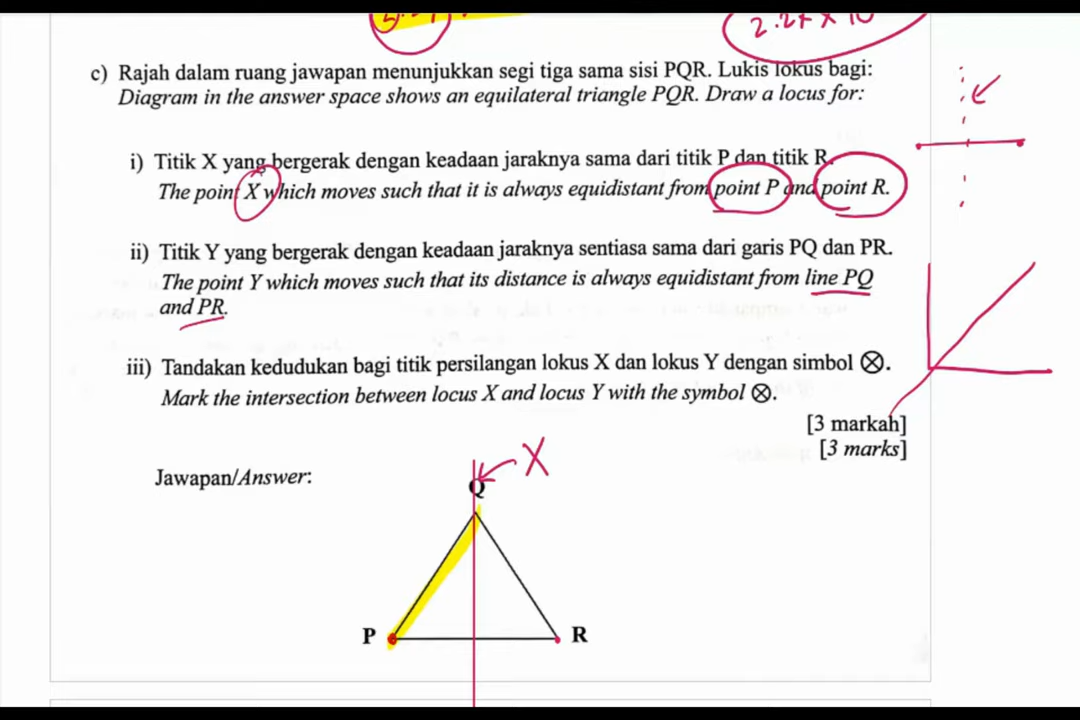 c) Rajah dalam ruang jawapan menunjukkan segi tiga sama sisi PQR. Lukis lokus bagi:
Diagram in the answer space shows an equilateral triangle PQR. Draw a locus for:
i) Titik X yang bergerak dengan keadaan jaraknya sama dari titik P dan titik R.
The point X which moves such that it is always equidistant from point P and point R.
ii) Titik Y yang bergerak dengan keadaan jaraknya sentiasa sama dari garis PQ dan PR.
The point Y which moves such that its distance is always equidistant from line PQ
and PR.
iii) Tandakan kedudukan bagi titik persilangan lokus X dan lokus Y dengan simbol ⊗.
Mark the intersection between locus X and locus Y with the symbol ⊗.
[3 markah]
[3 marks]
Jawapan/Answer:
X
Q
P
R